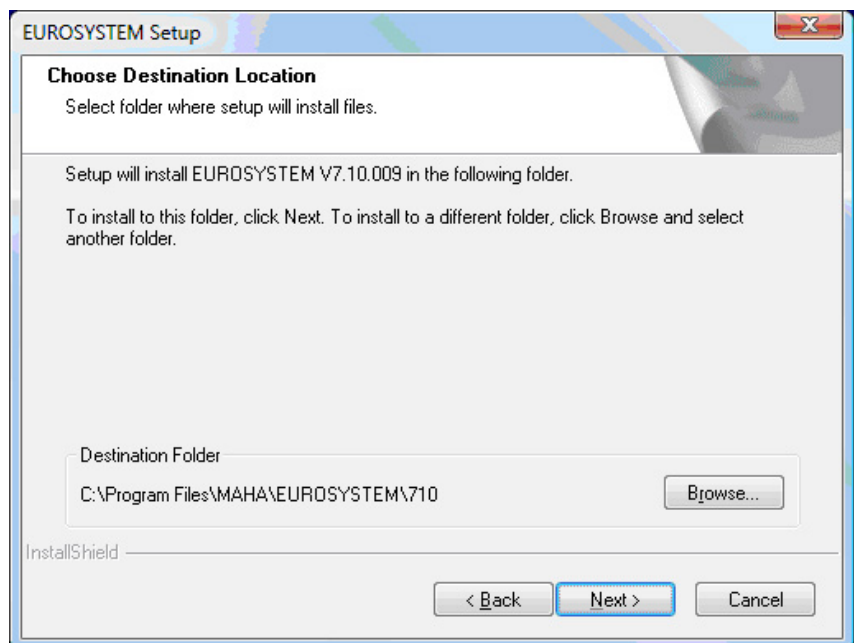 EUROSYSTEM Setup
Choose Destination Location
Select folder where setup will install files.
Setup will install EUROSYSTEM V7.10.009 in the following folder.
To install to this folder, click Next. To install to a different folder, click Browse and select
another folder.
Destination Folder
C:\Program Files\MAHA\EUROSYSTEM\710
Browse...
InstallShield
< Back
Next >
Cancel